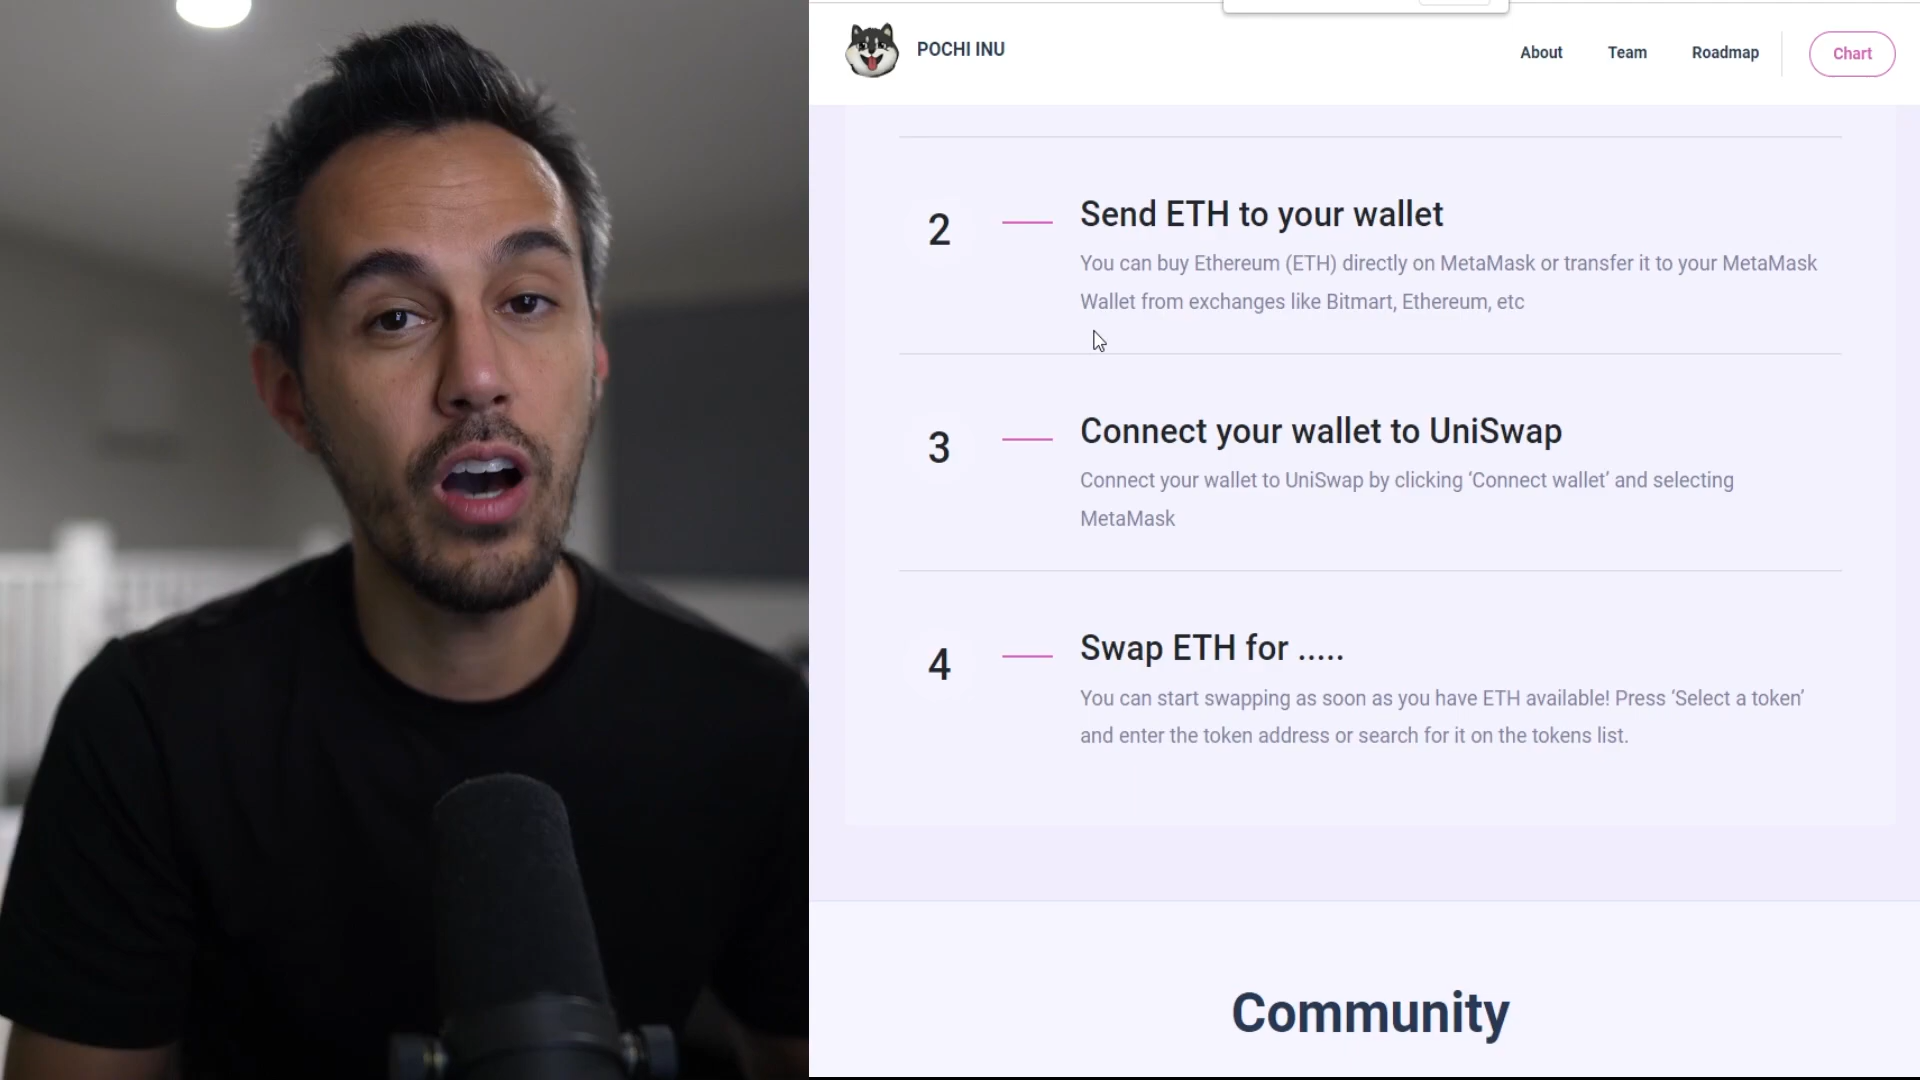 POCHI INU
About
Team
Roadmap
Chart
2
Send ETH to your wallet
You can buy Ethereum (ETH) directly on MetaMask or transfer it to your MetaMask
Wallet from exchanges like Bitmart, Ethereum, etc
3
Connect your wallet to UniSwap
Connect your wallet to UniSwap by clicking ‘Connect wallet’ and selecting
MetaMask
4
Swap ETH for .....
You can start swapping as soon as you have ETH available! Press ‘Select a token’
and enter the token address or search for it on the tokens list.
Community